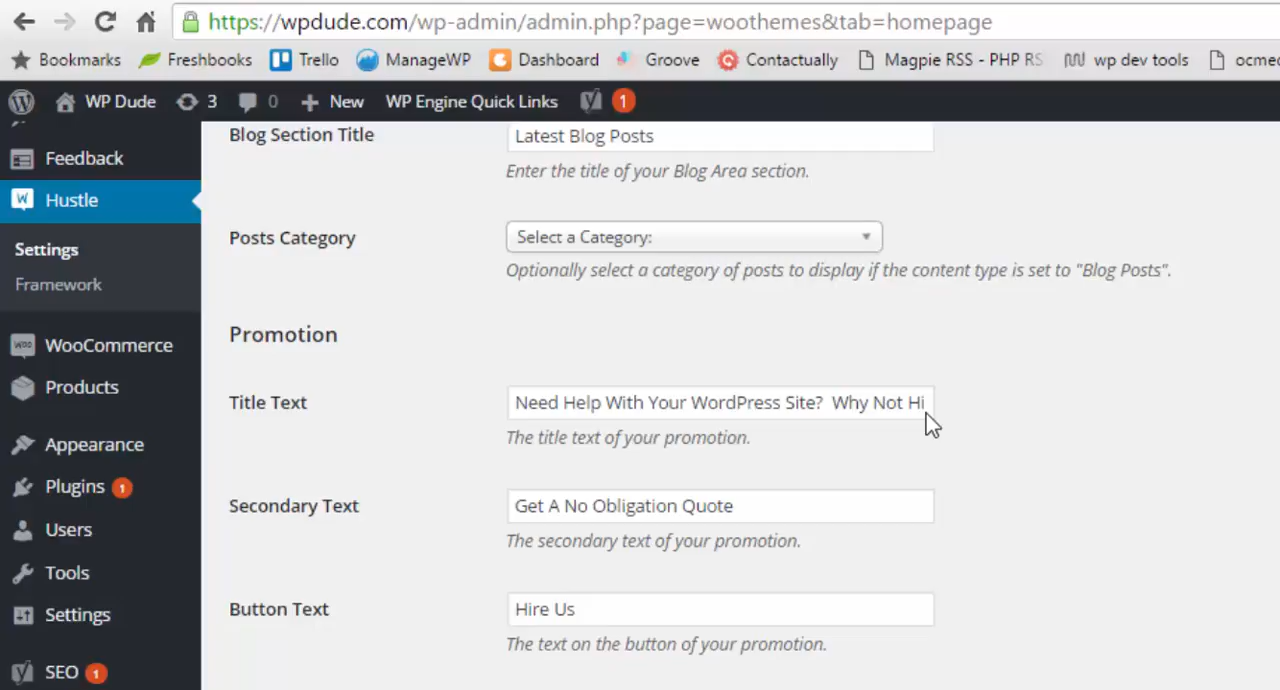 https://wpdude.com/wp-admin/admin.php?page=woothemes&tab=homepage
Bookmarks Freshbooks Trello ManageWP Dashboard Groove Contactually Magpie RSS - PHP RS wp dev tools ocmec
WP Dude 3 0 New WP Engine Quick Links 1
Feedback
Hustle
Settings
Framework
WooCommerce
Products
Appearance
Plugins 1
Users
Tools
Settings
SEO 1
Blog Section Title Latest Blog Posts
Enter the title of your Blog Area section.
Posts Category Select a Category:
Optionally select a category of posts to display if the content type is set to "Blog Posts".
Promotion
Title Text Need Help With Your WordPress Site?  Why Not Hi
The title text of your promotion.
Secondary Text Get A No Obligation Quote
The secondary text of your promotion.
Button Text Hire Us
The text on the button of your promotion.